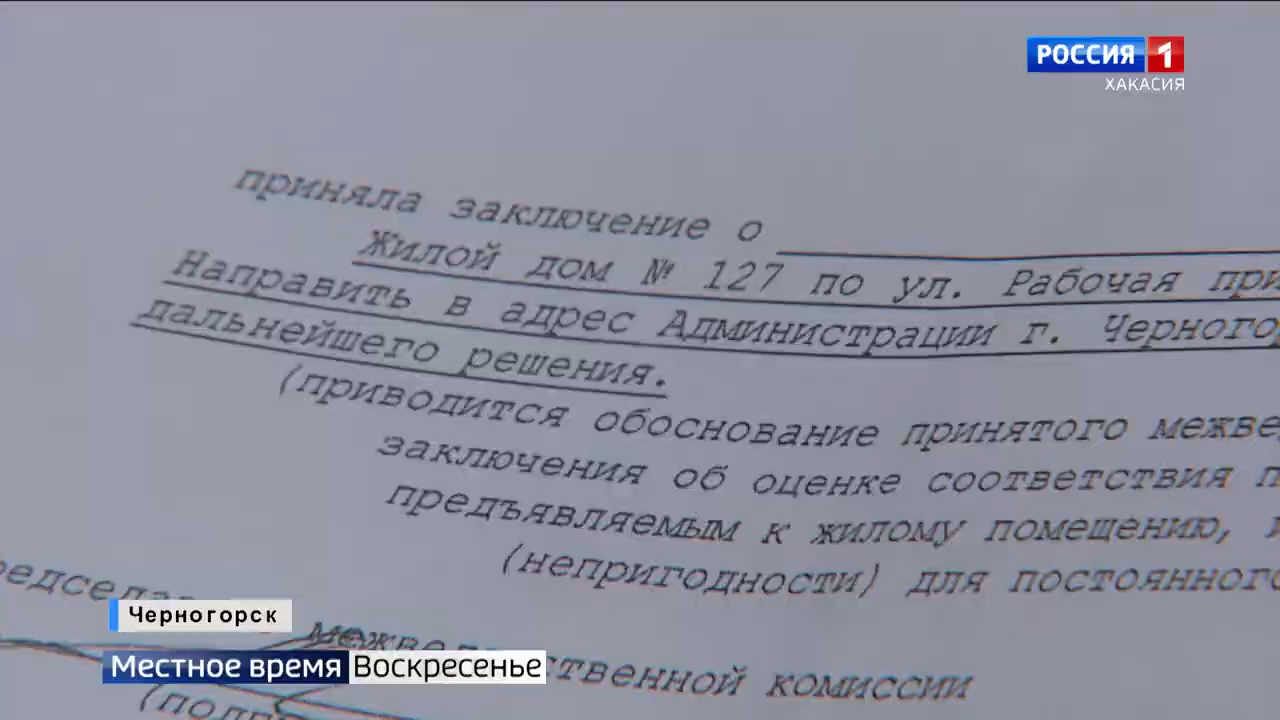 РОССИЯ 1
ХАКАСИЯ
приняла заключение о
Жилой дом № 127 по ул. Рабочая
Направить в адрес Администрации г.
дальнейшего решения.
(приводится обоснование принятого
заключения об оценке соответствия
предъявляемым к жилому помещению,
(непригодности) для постоянного
Черногорск
комиссии
Местное время Воскресенье